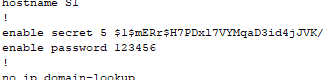 hostname S1
!
enable secret 5 $1$mERr$H7PDxl7VYMqaD3id4jJVK/
enable password 123456
!
no ip domain-lookup